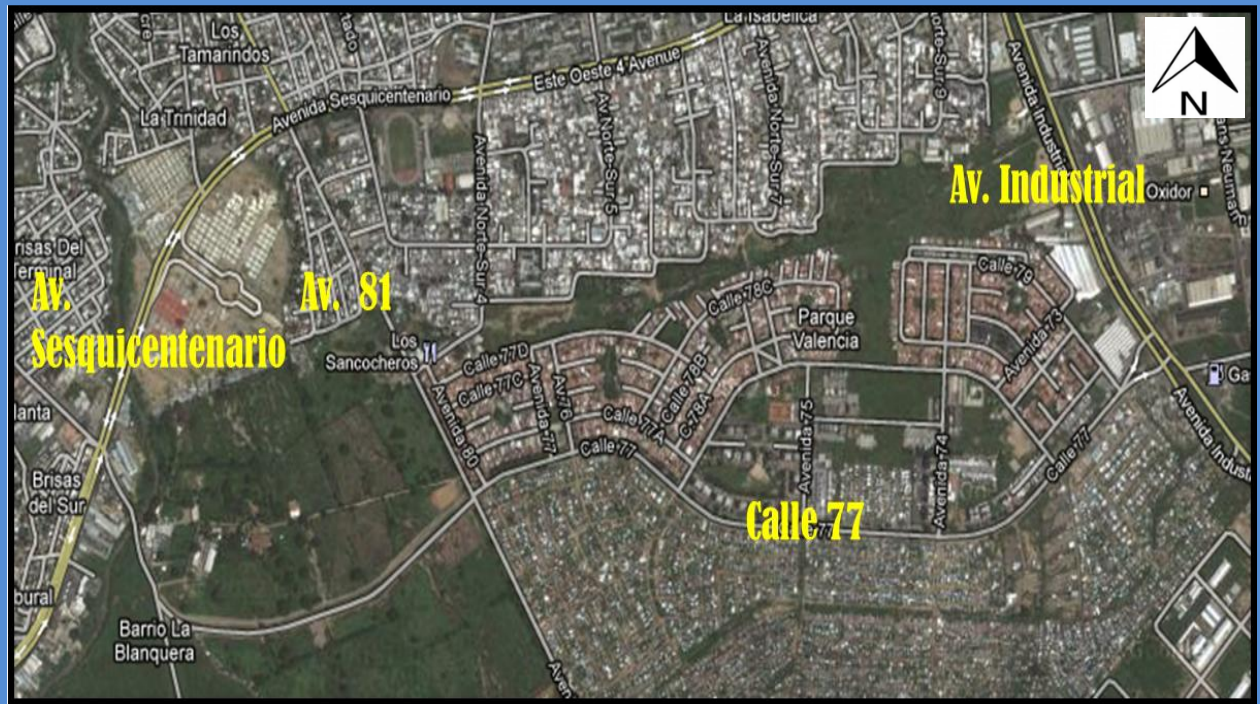 La Isabelica
Los
Tamarindos
Este Oeste 4 Avenue
Avenida Sesquicentenario
La Trinidad
Avenida Norte-Sur 4
Av Norte-Sur 5
Avenida Norte-Sur 7
Avenida Industrial
N
Av. Industrial
Oxidor
Av.
Sesquicentenario
Av. 81
Los
Sancocheros
Calle 79
Calle 78C
Parque
Valencia
Avenida 73
Calle 77D
Calle 77C
Avenida 77
Av 76
Calle 77A
Calle 78B
C 78A
Calle 77
Avenida 80
Avenida 75
Avenida 74
Calle 77
Calle 77
Brisas
del Sur
Barrio La
Blanquera